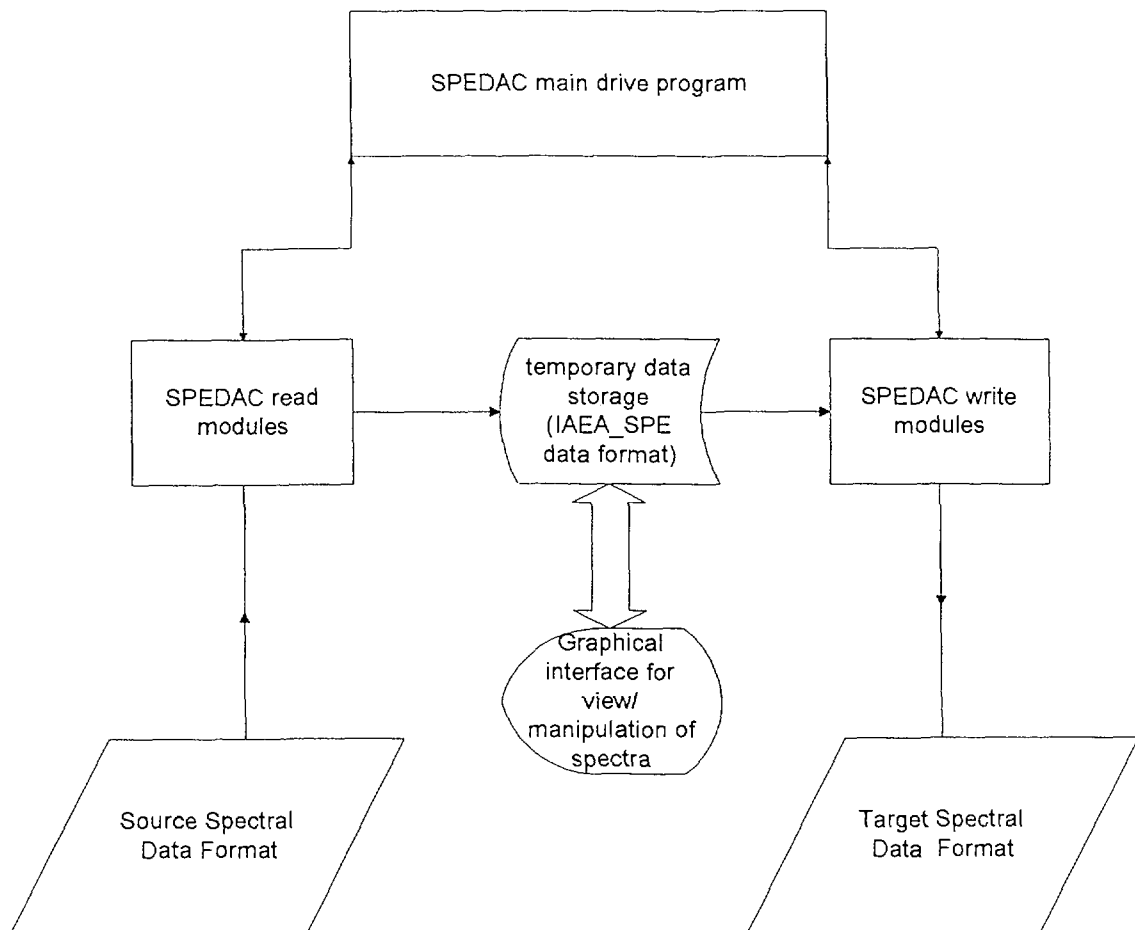 SPEDAC main drive program
SPEDAC read
modules
temporary data
storage
(IAEA_SPE
data format)
SPEDAC write
modules
Graphical
interface for
view/
manipulation of
spectra
Source Spectral
Data Format
Target Spectral
Data Format